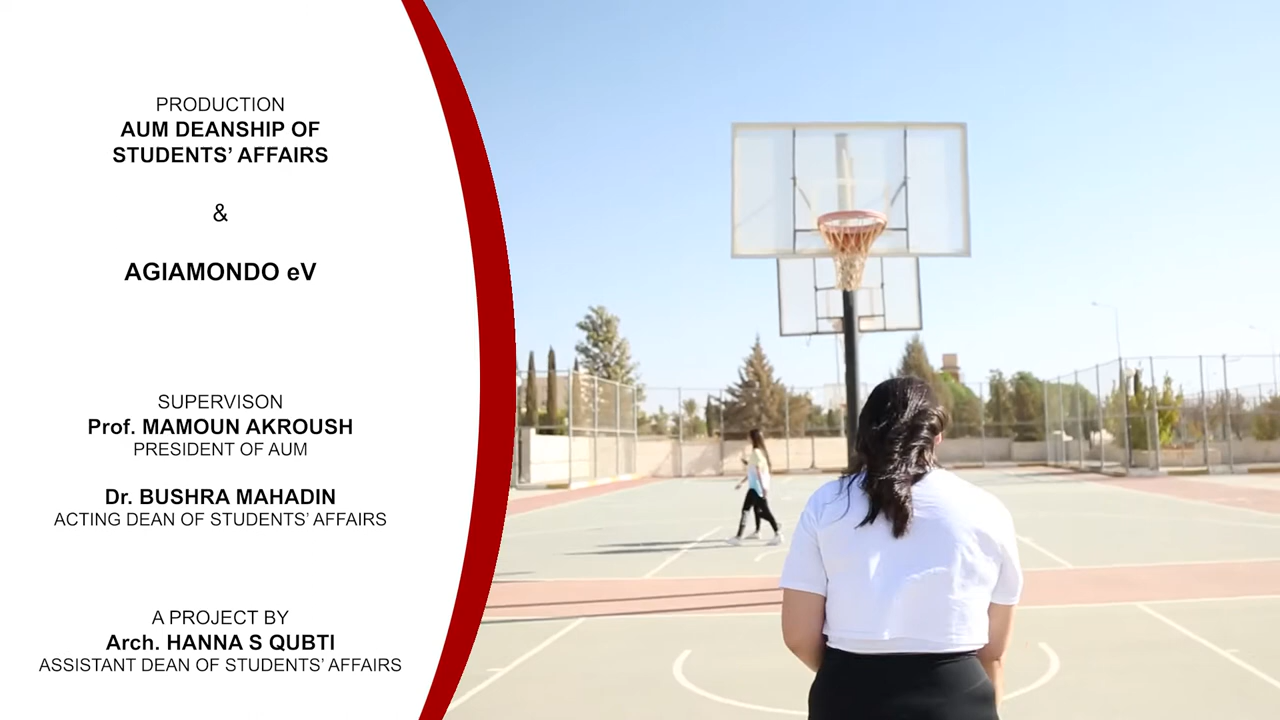 PRODUCTION
AUM DEANSHIP OF
STUDENTS’ AFFAIRS
&
AGIAMONDO eV
SUPERVISON
Prof. MAMOUN AKROUSH
PRESIDENT OF AUM
Dr. BUSHRA MAHADIN
ACTING DEAN OF STUDENTS’ AFFAIRS
A PROJECT BY
Arch. HANNA S QUBTI
ASSISTANT DEAN OF STUDENTS’ AFFAIRS